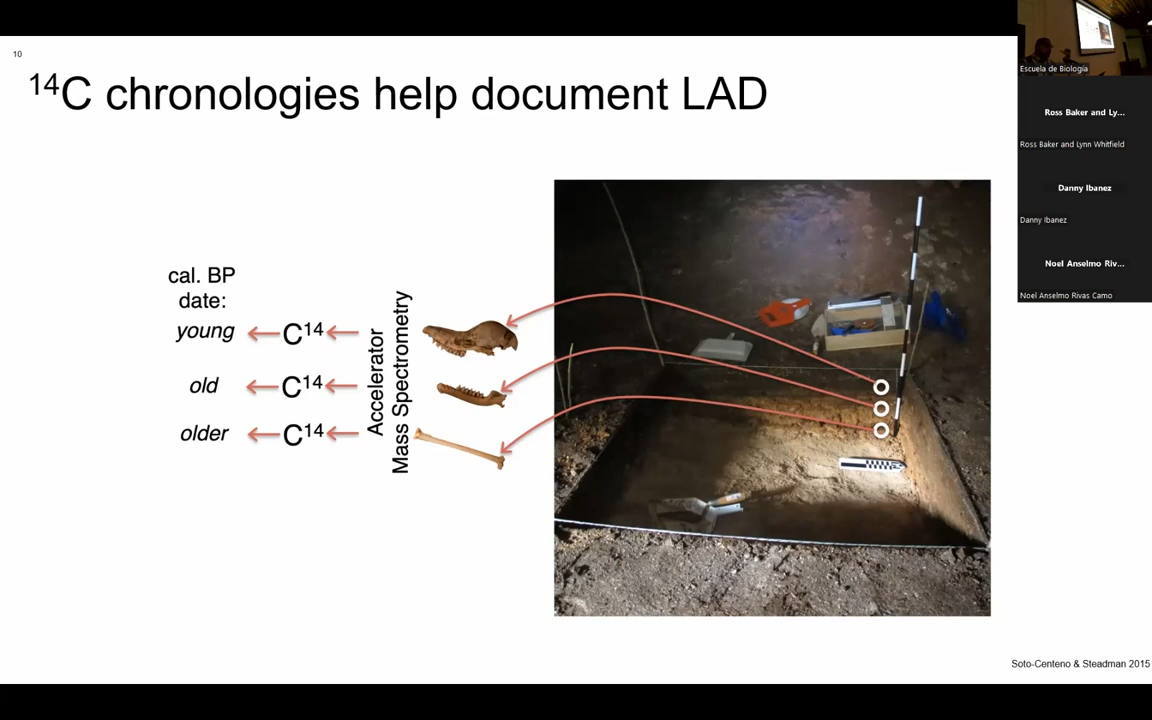 10
¹⁴C chronologies help document LAD
cal. BP
date:
young
C¹⁴
old
C¹⁴
older
C¹⁴
Accelerator
Mass Spectrometry
Soto-Centeno & Steadman 2015
Escuela de Biología
Ross Baker and Ly...
Ross Baker and Lynn Whitfield
Danny Ibanez
Danny Ibanez
Noel Anselmo Riv...
Noel Anselmo Rivas Camo